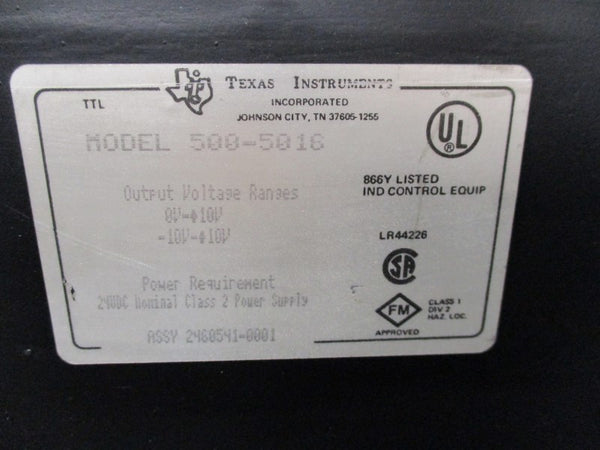 TEXAS INSTRUMENTS
INCORPORATED
JOHNSON CITY, TN 37605-1255
TTL
MODEL 500-5016
Output Voltage Ranges
0V-+10V
-10V-+10V
Power Requirement
24VDC Nominal Class 2 Power Supply
ASSY 2460541-0001
UL
®
866Y LISTED
IND CONTROL EQUIP
LR44226
SA
FM
APPROVED
CLASS 1
DIV 2
HAZ. LOC.